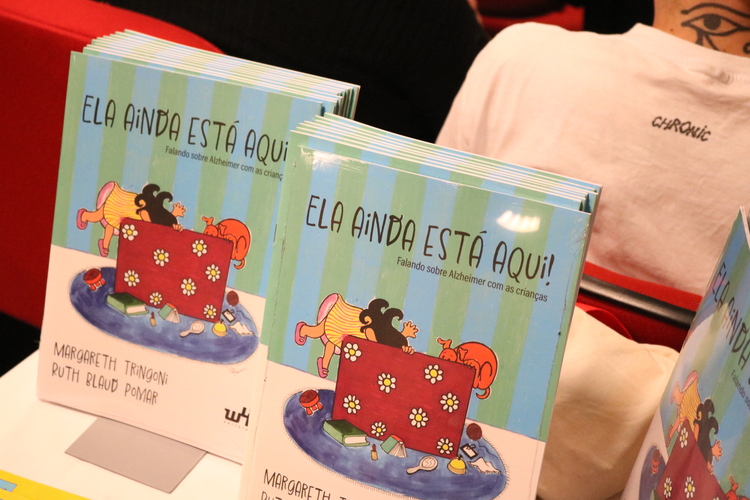 ELA AINDA ESTÁ AQUI
Falando sobre Alzheimer com as
MARGARETH TRINGONI
RUTH BLAUD POMAR
ELA AINDA ESTÁ AQUI!
Falando sobre Alzheimer com as crianças
MARGARETH
CHRONIC